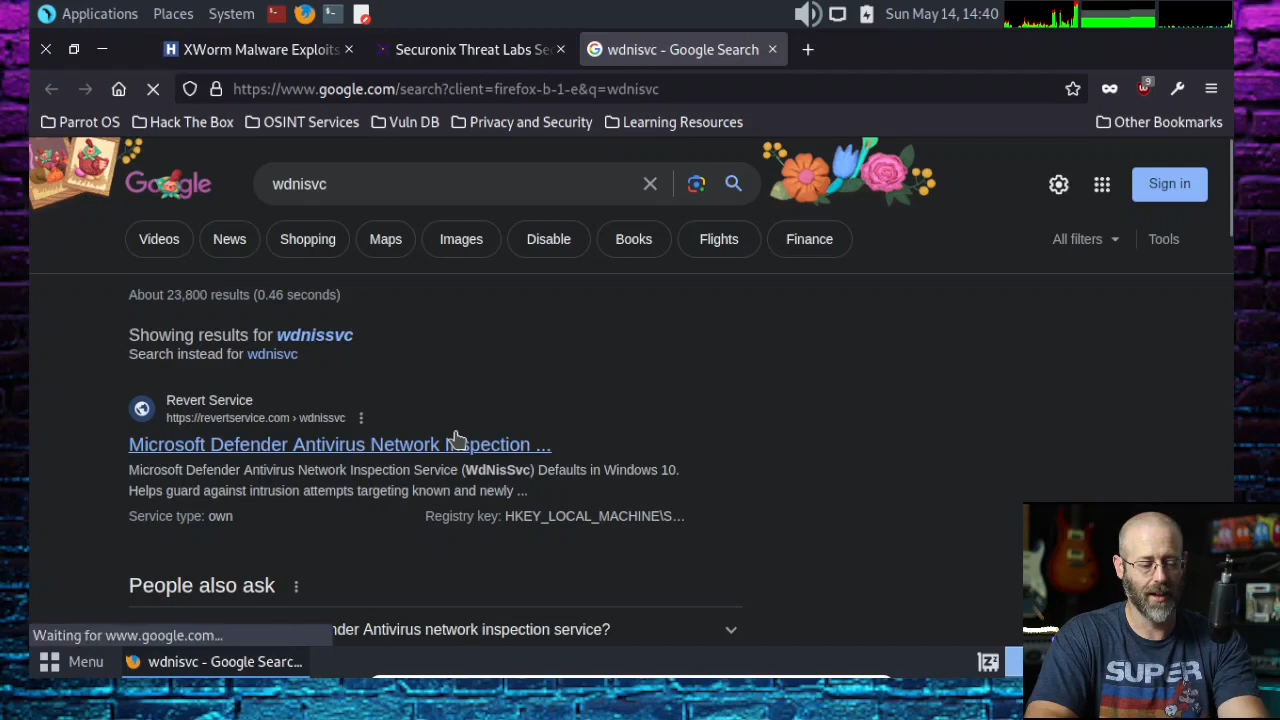 Applications Places System Sun May 14, 14:40
XWorm Malware Exploits Securonix Threat Labs Sec wdnisvc - Google Search
https://www.google.com/search?client=firefox-b-1-e&q=wdnisvc 9
Parrot OS Hack The Box OSINT Services Vuln DB Privacy and Security Learning Resources Other Bookmarks
Google wdnisvc Sign in
Videos News Shopping Maps Images Disable Books Flights Finance All filters Tools
About 23,800 results (0.46 seconds)
Showing results for wdnissvc
Search instead for wdnisvc
Revert Service
https://revertservice.com › wdnissvc
Microsoft Defender Antivirus Network Inspection ...
Microsoft Defender Antivirus Network Inspection Service (WdNisSvc) Defaults in Windows 10.
Helps guard against intrusion attempts targeting known and newly ...
Service type: own Registry key: HKEY_LOCAL_MACHINE\S...
People also ask
nder Antivirus network inspection service?
Waiting for www.google.com...
Menu wdnisvc - Google Searc...
SUPER